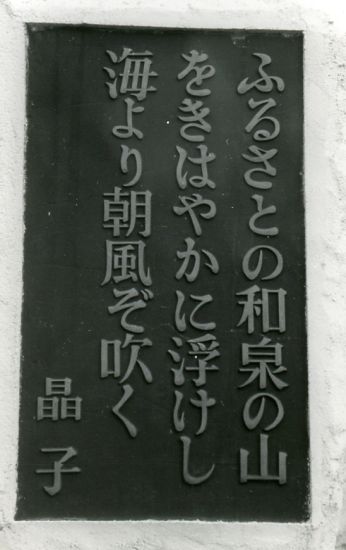 ふるさとの和泉の山
をきはやかに浮けし
海より朝風ぞ吹く
晶子